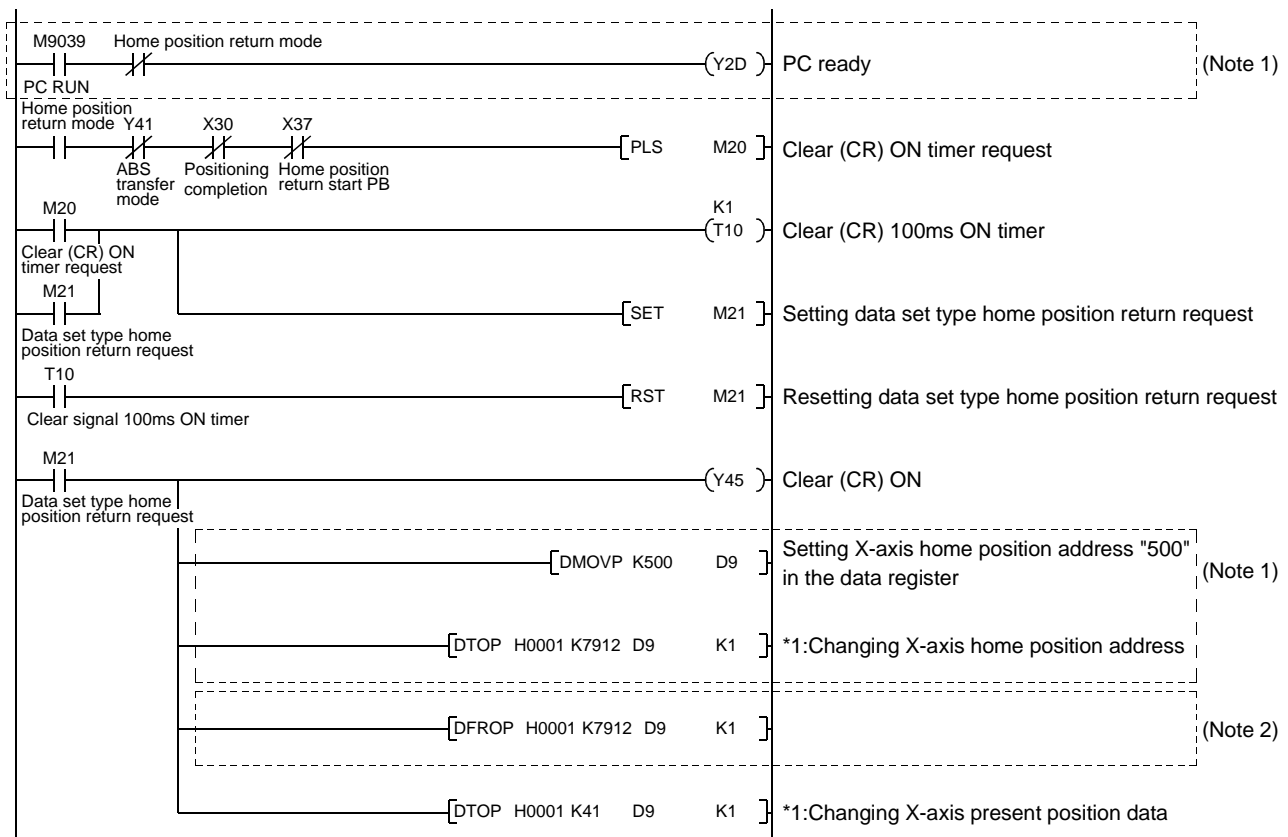 M9039 Home position return mode
(Y2D ) PC ready (Note 1)
PC RUN
Home position
return mode Y41 X30 X37
[PLS M20 ] Clear (CR) ON timer request
ABS
transfer
mode
Positioning
completion
Home position
return start PB
M20 K1
(T10 ) Clear (CR) 100ms ON timer
Clear (CR) ON
timer request
M21
[SET M21 ] Setting data set type home position return request
Data set type home
position return request
T10
[RST M21 ] Resetting data set type home position return request
Clear signal 100ms ON timer
M21
(Y45 ) Clear (CR) ON
Data set type home
position return request
[DMOVP K500 D9 ] Setting X-axis home position address "500"
in the data register
(Note 1)
[DTOP H0001 K7912 D9 K1 ] *1:Changing X-axis home position address
[DFROP H0001 K7912 D9 K1 ] (Note 2)
[DTOP H0001 K41 D9 K1 ] *1:Changing X-axis present position data